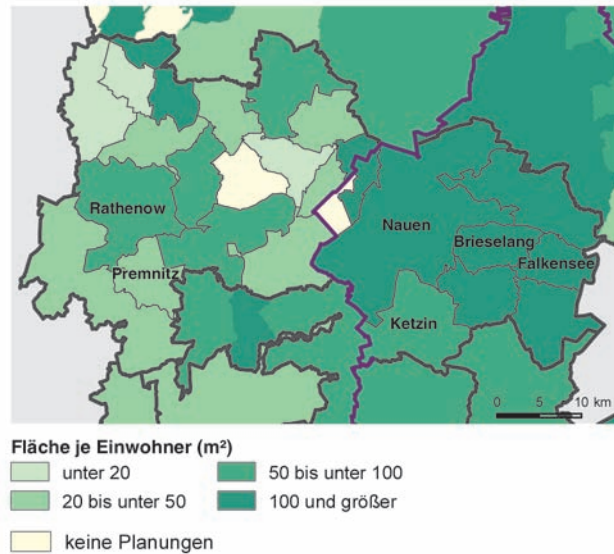 Rathenow
Nauen
Brieselang
Premnitz
Falkensee
Ketzin
0 5 10 km
Fläche je Einwohner (m²)
unter 20
50 bis unter 100
20 bis unter 50
100 und größer
keine Planungen